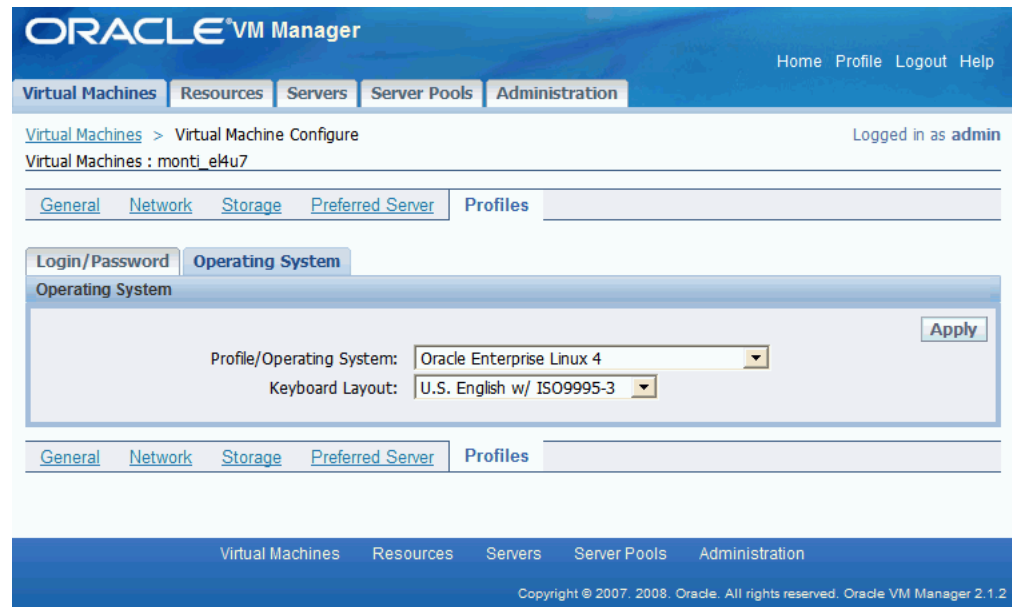 ORACLE VM Manager
Home Profile Logout Help
Virtual Machines Resources Servers Server Pools Administration
Virtual Machines > Virtual Machine Configure Logged in as admin
Virtual Machines : monti_el4u7
General Network Storage Preferred Server Profiles
Login/Password Operating System
Operating System
Apply
Profile/Operating System: Oracle Enterprise Linux 4
Keyboard Layout: U.S. English w/ ISO9995-3
General Network Storage Preferred Server Profiles
Virtual Machines Resources Servers Server Pools Administration
Copyright © 2007. 2008. Oracle. All rights reserved. Oracle VM Manager 2.1.2